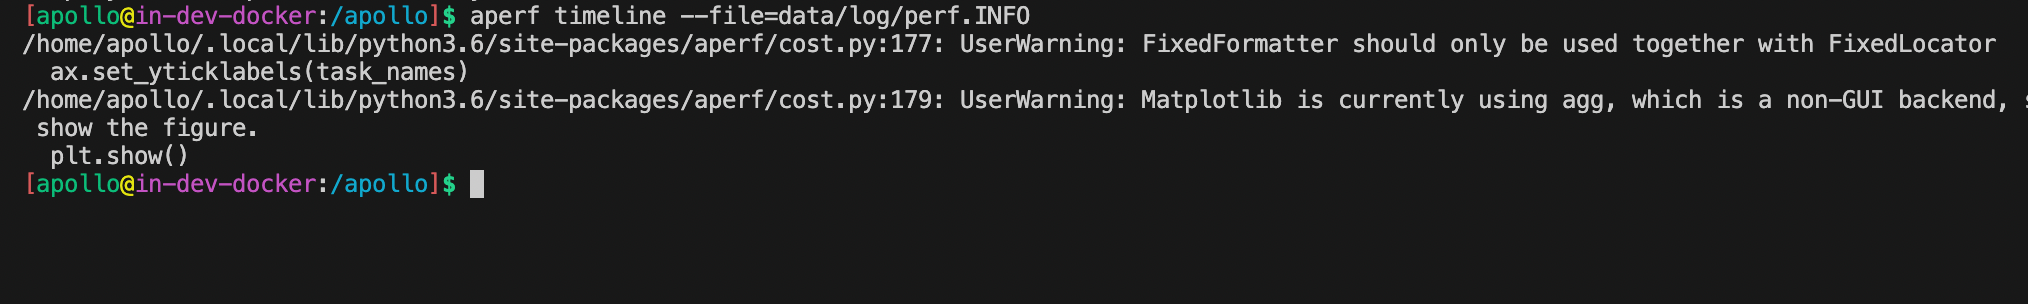 [apollo@in-dev-docker:/apollo]$ aperf timeline --file=data/log/perf.INFO
/home/apollo/.local/lib/python3.6/site-packages/aperf/cost.py:177: UserWarning: FixedFormatter should only be used together with FixedLocator
  ax.set_yticklabels(task_names)
/home/apollo/.local/lib/python3.6/site-packages/aperf/cost.py:179: UserWarning: Matplotlib is currently using agg, which is a non-GUI backend,
 show the figure.
  plt.show()
[apollo@in-dev-docker:/apollo]$